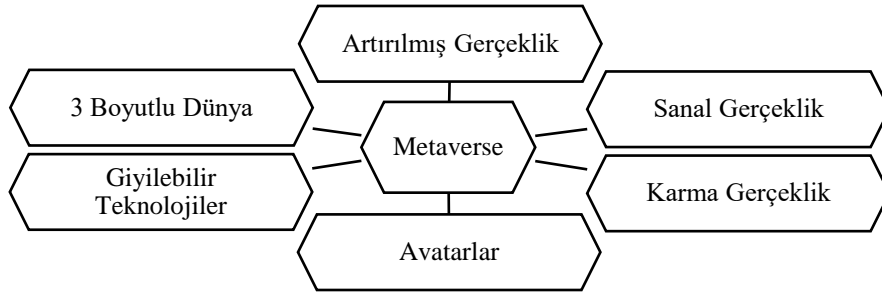 Artırılmış Gerçeklik
3 Boyutlu Dünya
Sanal Gerçeklik
Metaverse
Giyilebilir
Teknolojiler
Karma Gerçeklik
Avatarlar